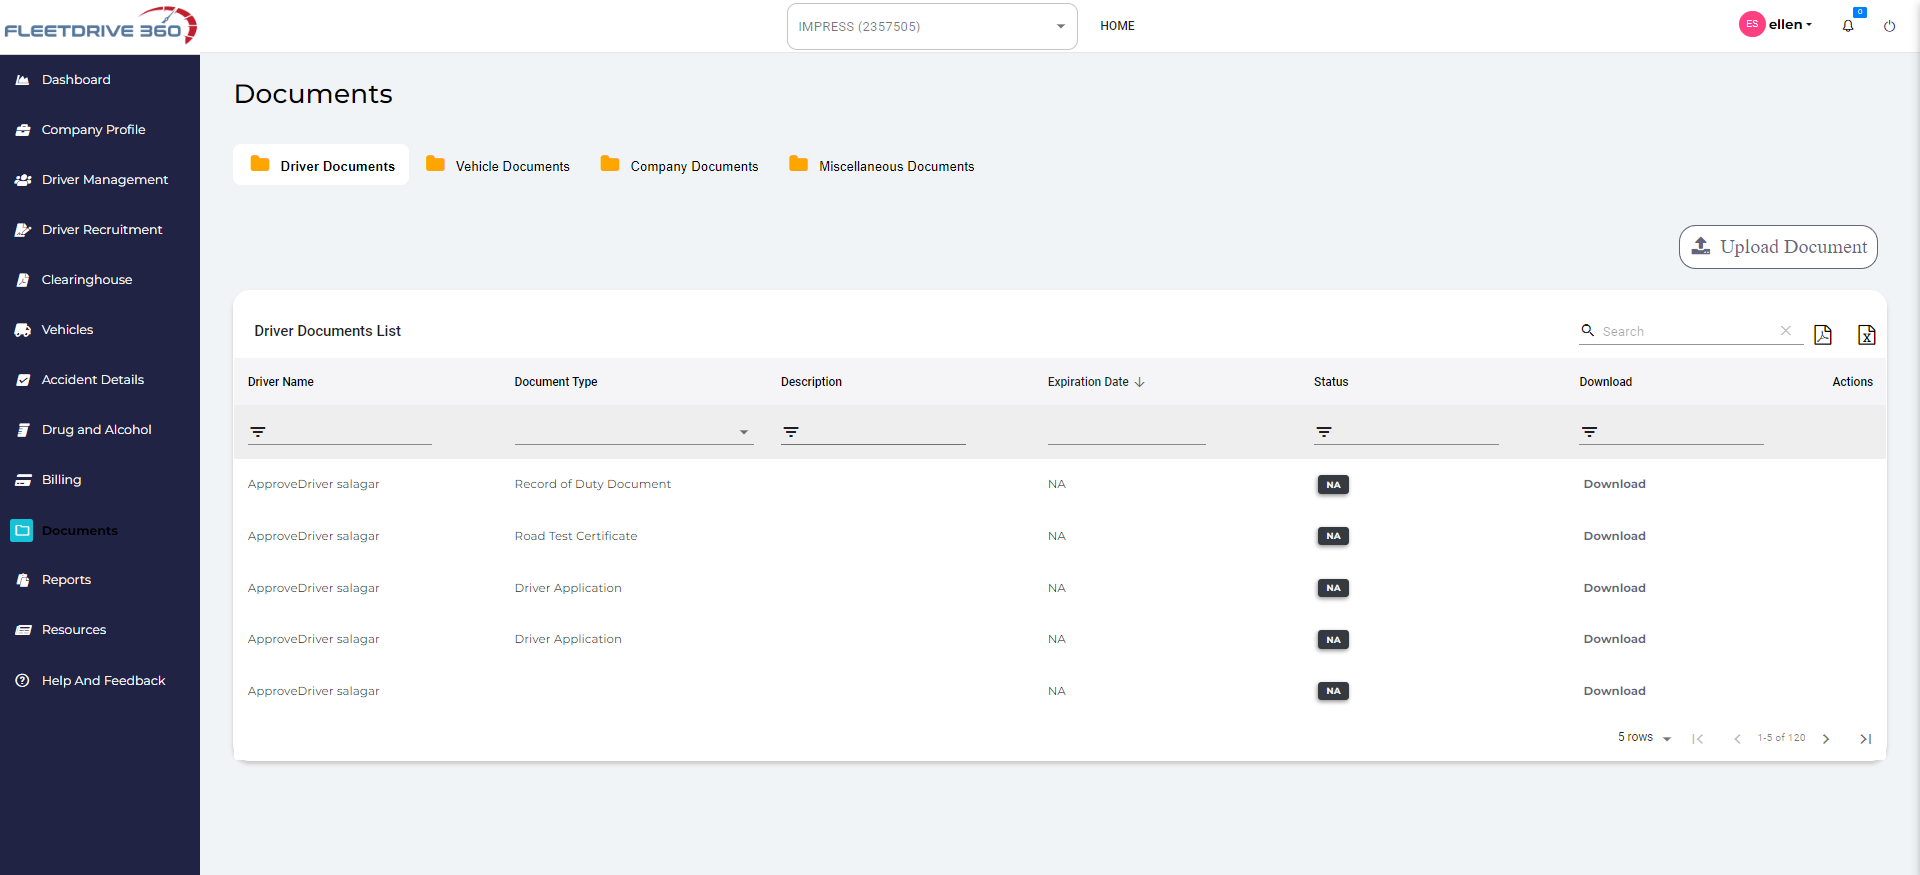 FLEETDRIVE 360
IMPRESS (2357505)
HOME
ES
ellen
0
Dashboard
Company Profile
Driver Management
Driver Recruitment
Clearinghouse
Vehicles
Accident Details
Drug and Alcohol
Billing
Documents
Reports
Resources
Help And Feedback
Documents
Driver Documents
Vehicle Documents
Company Documents
Miscellaneous Documents
Upload Document
Driver Documents List
Search
Driver Name Document Type Description Expiration Date Status Download Actions
ApproveDriver salagar Record of Duty Document NA NA Download
ApproveDriver salagar Road Test Certificate NA NA Download
ApproveDriver salagar Driver Application NA NA Download
ApproveDriver salagar Driver Application NA NA Download
ApproveDriver salagar NA NA Download
5 rows 1-5 of 120